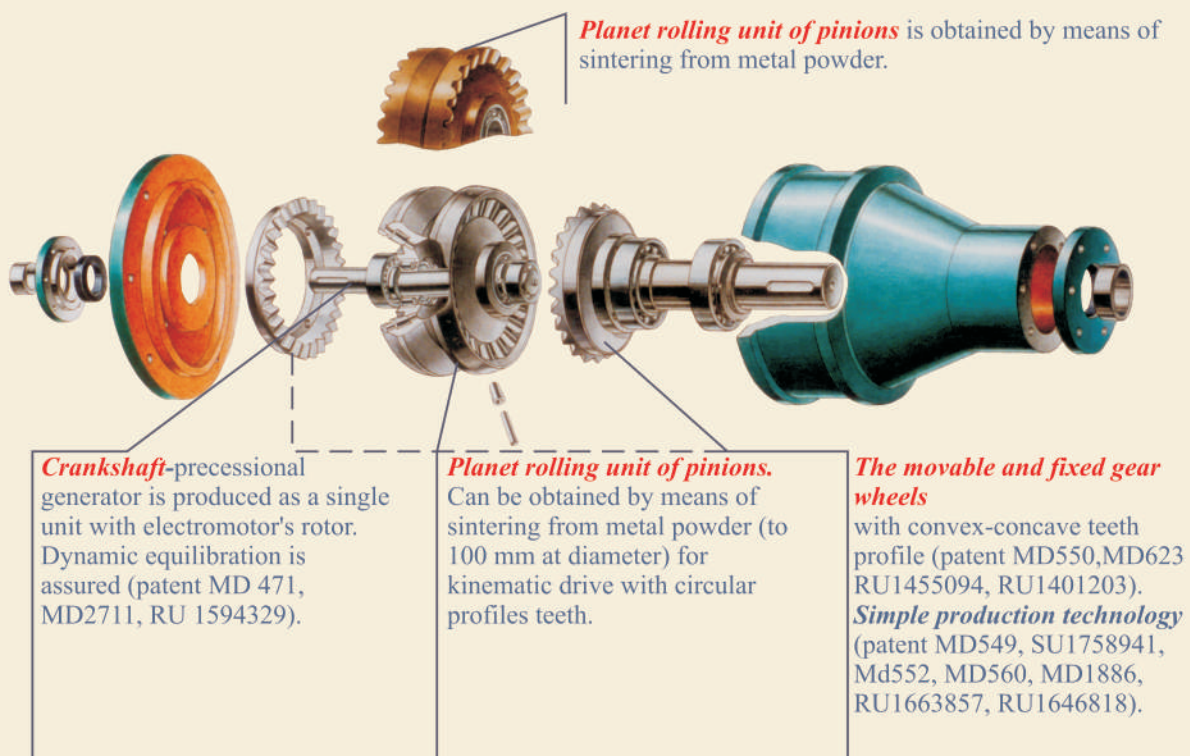 Planet rolling unit of pinions is obtained by means of
sintering from metal powder.
Crankshaft-precessional
generator is produced as a single
unit with electromotor's rotor.
Dynamic equilibration is
assured (patent MD 471,
MD2711, RU 1594329).
Planet rolling unit of pinions.
Can be obtained by means of
sintering from metal powder (to
100 mm at diameter) for
kinematic drive with circular
profiles teeth.
The movable and fixed gear
wheels
with convex-concave teeth
profile (patent MD550,MD623
RU1455094, RU1401203).
Simple production technology
(patent MD549, SU1758941,
Md552, MD560, MD1886,
RU1663857, RU1646818).